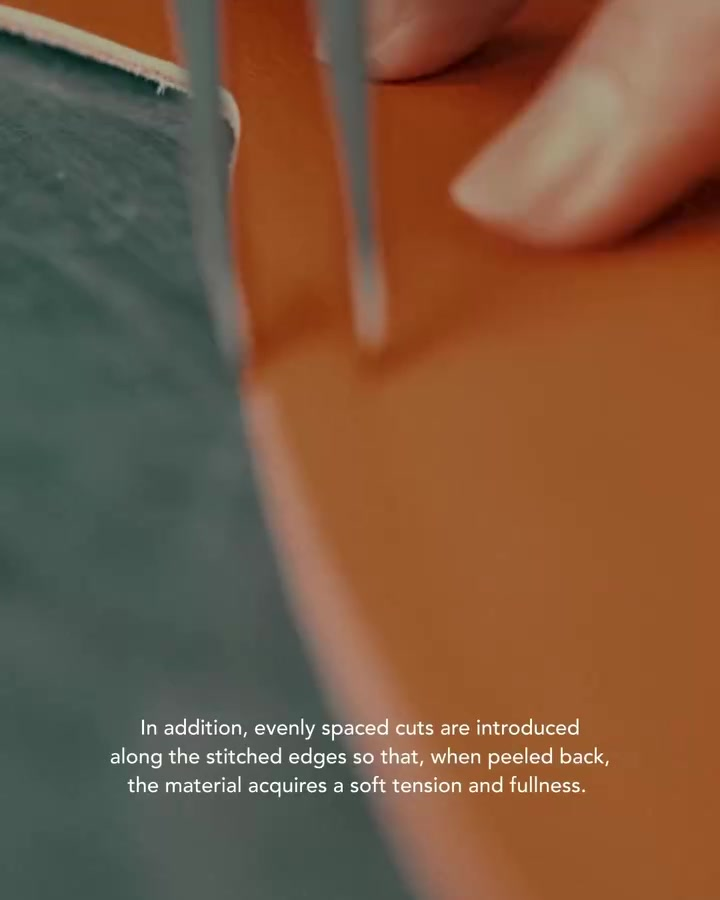 In addition, evenly spaced cuts are introduced
along the stitched edges so that, when peeled back,
the material acquires a soft tension and fullness.